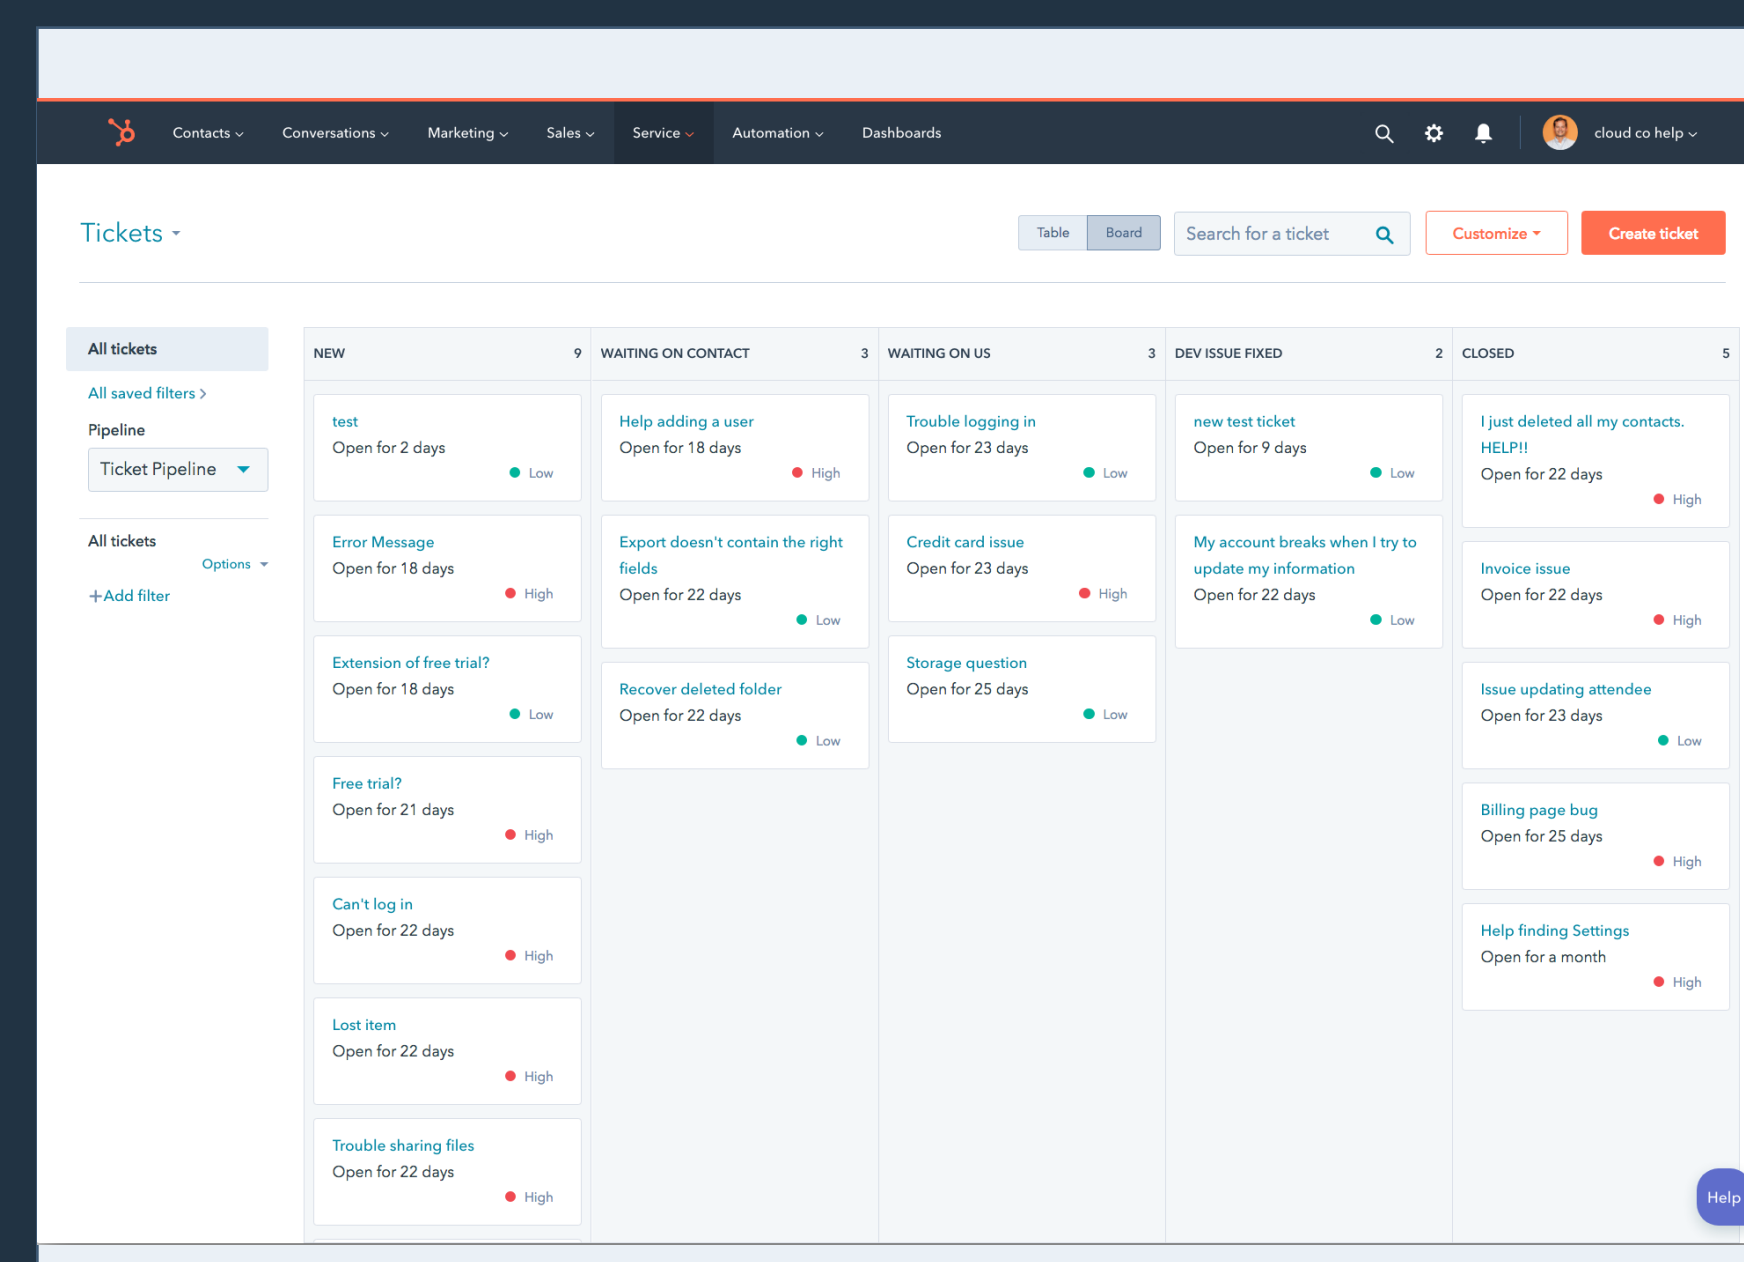 Contacts
Conversations
Marketing
Sales
Service
Automation
Dashboards
cloud co help
Tickets
Table
Board
Search for a ticket
Customize
Create ticket
All tickets
All saved filters
Pipeline
Ticket Pipeline
All tickets
Options
+Add filter
NEW 9
test
Open for 2 days
Low
Error Message
Open for 18 days
High
Extension of free trial?
Open for 18 days
Low
Free trial?
Open for 21 days
High
Can't log in
Open for 22 days
High
Lost item
Open for 22 days
High
Trouble sharing files
Open for 22 days
High
WAITING ON CONTACT 3
Help adding a user
Open for 18 days
High
Export doesn't contain the right
fields
Open for 22 days
Low
Recover deleted folder
Open for 22 days
Low
WAITING ON US 3
Trouble logging in
Open for 23 days
Low
Credit card issue
Open for 23 days
High
Storage question
Open for 25 days
Low
DEV ISSUE FIXED 2
new test ticket
Open for 9 days
Low
My account breaks when I try to
update my information
Open for 22 days
Low
CLOSED 5
I just deleted all my contacts.
HELP!!
Open for 22 days
High
Invoice issue
Open for 22 days
High
Issue updating attendee
Open for 23 days
Low
Billing page bug
Open for 25 days
High
Help finding Settings
Open for a month
High
Help